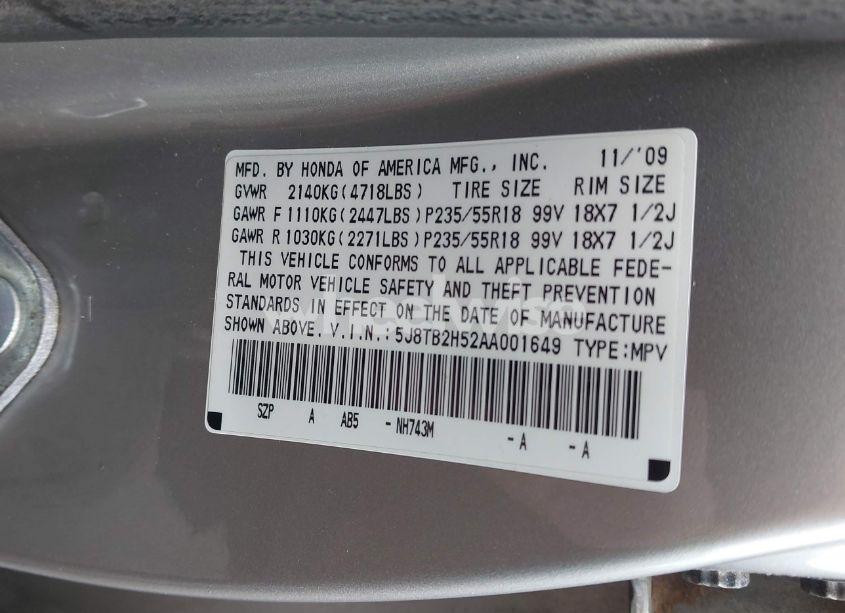 MFD. BY HONDA OF AMERICA MFG., INC. 11/'09
GVWR 2140KG(4718LBS) TIRE SIZE RIM SIZE
GAWR F 1110KG(2447LBS) P235/55R18 99V 18X7 1/2J
GAWR R 1030KG(2271LBS) P235/55R18 99V 18X7 1/2J
THIS VEHICLE CONFORMS TO ALL APPLICABLE FEDE-
RAL MOTOR VEHICLE SAFETY AND THEFT PREVENTION
STANDARDS IN EFFECT ON THE DATE OF MANUFACTURE
SHOWN ABOVE. V.I.N.: 5J8TB2H52AA001649 TYPE:MPV
SZP A AB5 - NH743M - A - A